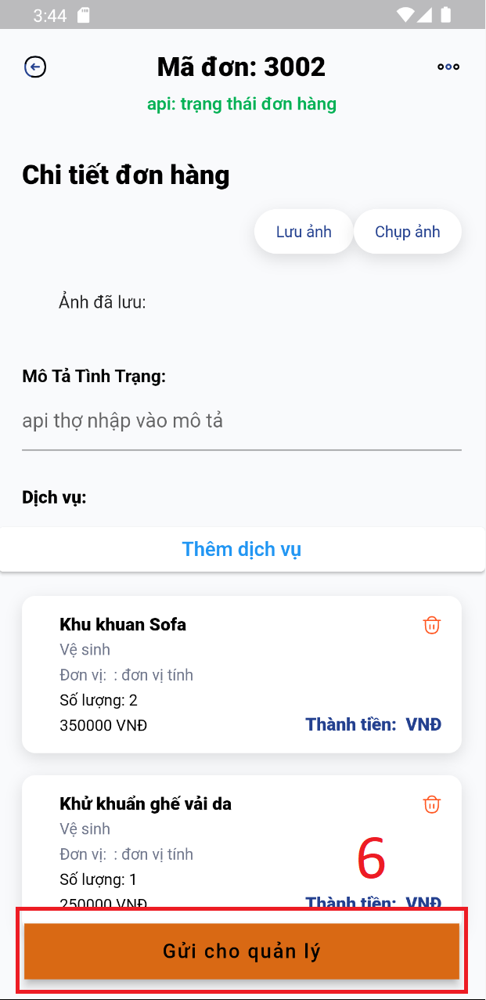 3:44
Mã đơn: 3002
api: trạng thái đơn hàng
Chi tiết đơn hàng
Lưu ảnh
Chụp ảnh
Ảnh đã lưu:
Mô Tả Tình Trạng:
api thợ nhập vào mô tả
Dịch vụ:
Thêm dịch vụ
Khu khuan Sofa
Vệ sinh
Đơn vị:  : đơn vị tính
Số lượng: 2
350000 VNĐ Thành tiền:  VNĐ
Khử khuẩn ghế vải da
Vệ sinh
Đơn vị:  : đơn vị tính
6
Số lượng: 1
250000 VNĐ Thành tiền:  VNĐ
Gửi cho quản lý